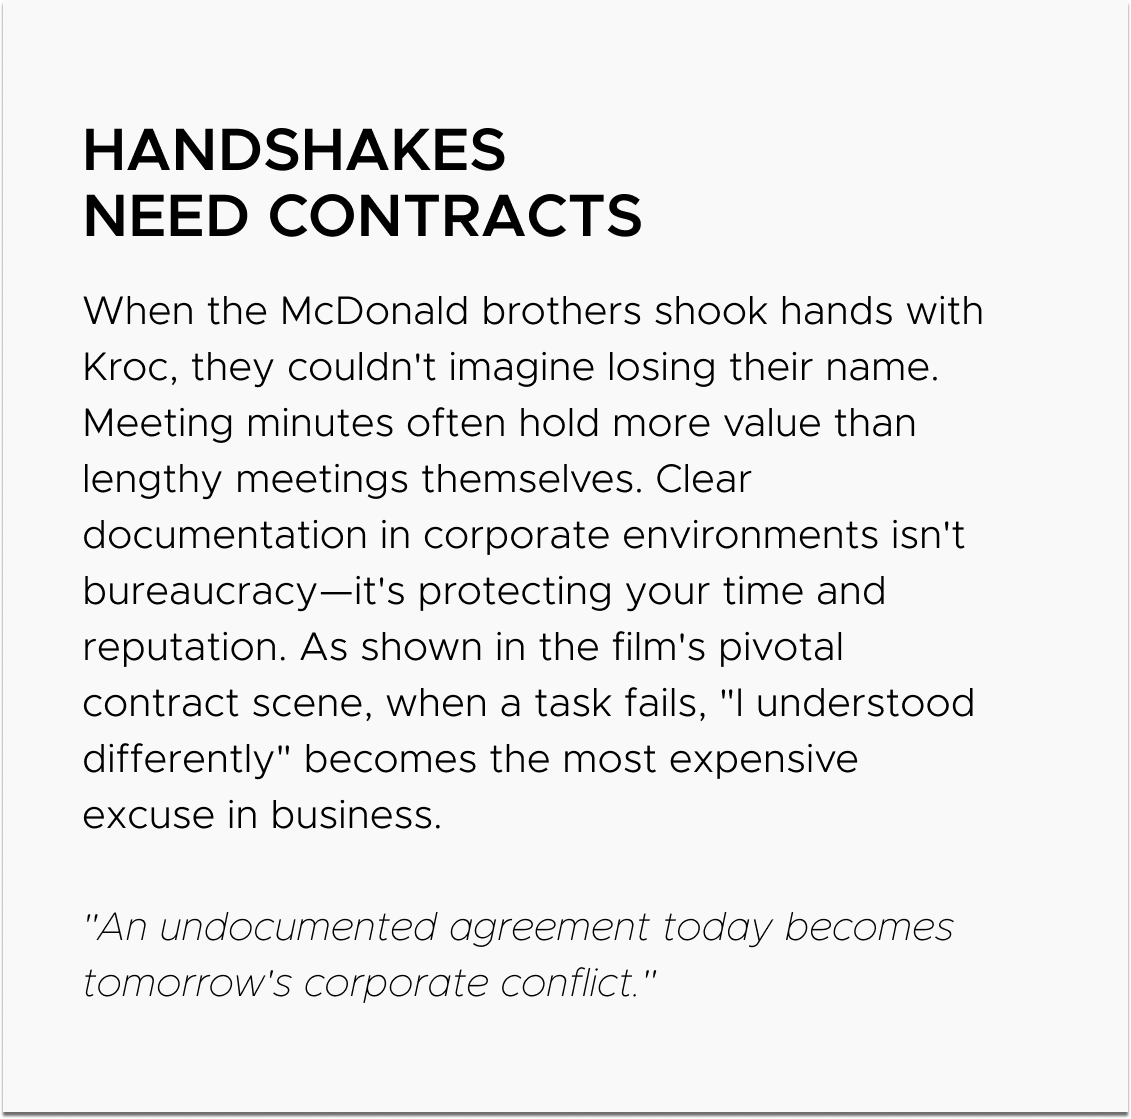 HANDSHAKES
NEED CONTRACTS
When the McDonald brothers shook hands with
Kroc, they couldn't imagine losing their name.
Meeting minutes often hold more value than
lengthy meetings themselves. Clear
documentation in corporate environments isn't
bureaucracy—it's protecting your time and
reputation. As shown in the film's pivotal
contract scene, when a task fails, "I understood
differently" becomes the most expensive
excuse in business.
"An undocumented agreement today becomes
tomorrow's corporate conflict."